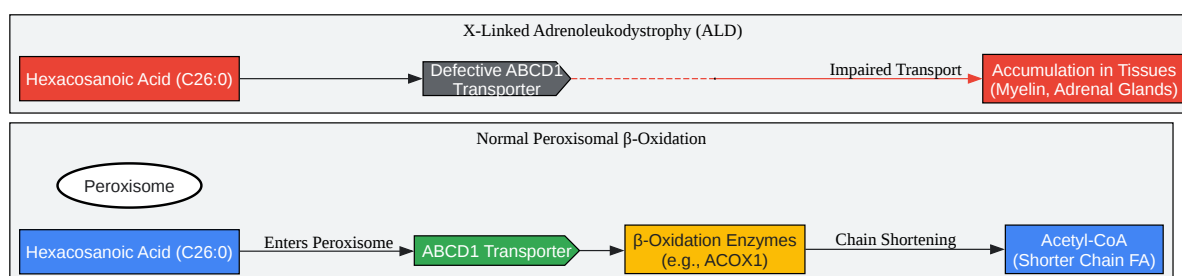 X-Linked Adrenoleukodystrophy (ALD)
Hexacosanoic Acid (C26:0)
Defective ABCD1
Transporter
Impaired Transport
Accumulation in Tissues
(Myelin, Adrenal Glands)
Normal Peroxisomal β-Oxidation
Peroxisome
Hexacosanoic Acid (C26:0)
Enters Peroxisome
ABCD1 Transporter
β-Oxidation Enzymes
(e.g., ACOX1)
Chain Shortening
Acetyl-CoA
(Shorter Chain FA)